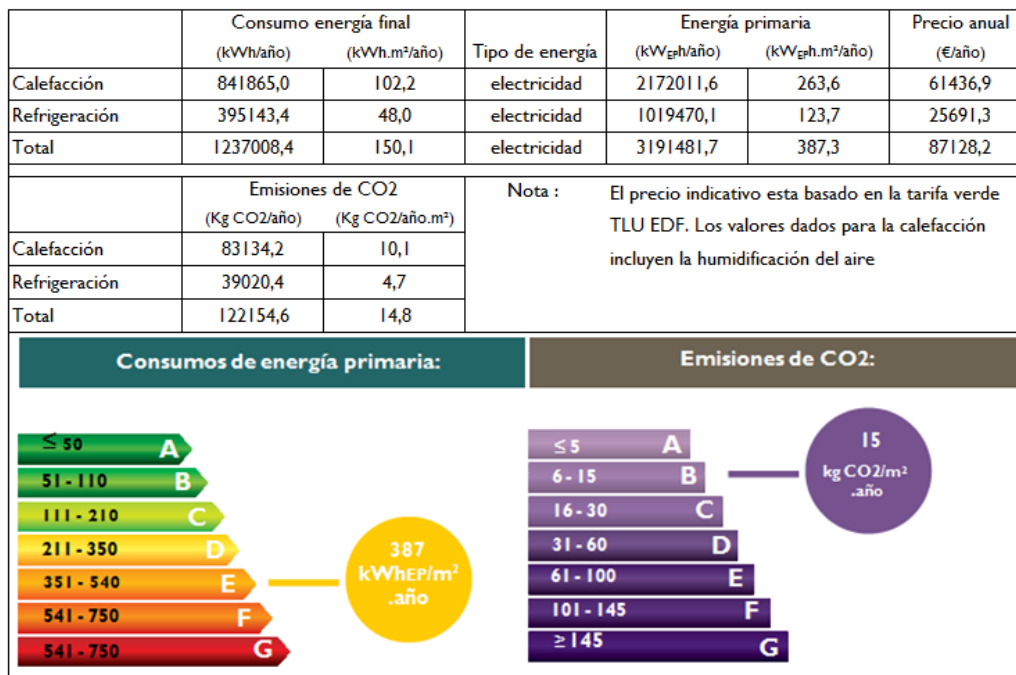 Consumo energía final Energía primaria Precio anual
(kWh/año) (kWh.m²/año) Tipo de energía (kWEPh/año) (kWEPh.m²/año) (€/año)
Calefacción 841865,0 102,2 electricidad 2172011,6 263,6 61436,9
Refrigeración 395143,4 48,0 electricidad 1019470,1 123,7 25691,3
Total 1237008,4 150,1 electricidad 3191481,7 387,3 87128,2
Emisiones de CO2
(Kg CO2/año) (Kg CO2/año.m²)
Calefacción 83134,2 10,1
Refrigeración 39020,4 4,7
Total 122154,6 14,8
Nota : El precio indicativo esta basado en la tarifa verde
TLU EDF. Los valores dados para la calefacción
incluyen la humidificación del aire
Consumos de energía primaria:
≤ 50 A
51 - 110 B
111 - 210 C
211 - 350 D
351 - 540 E
541 - 750 F
541 - 750 G
387
kWhEP/m²
.año
Emisiones de CO2:
≤ 5 A
6 - 15 B
16 - 30 C
31 - 60 D
61 - 100 E
101 - 145 F
≥ 145 G
15
kg CO2/m²
.año